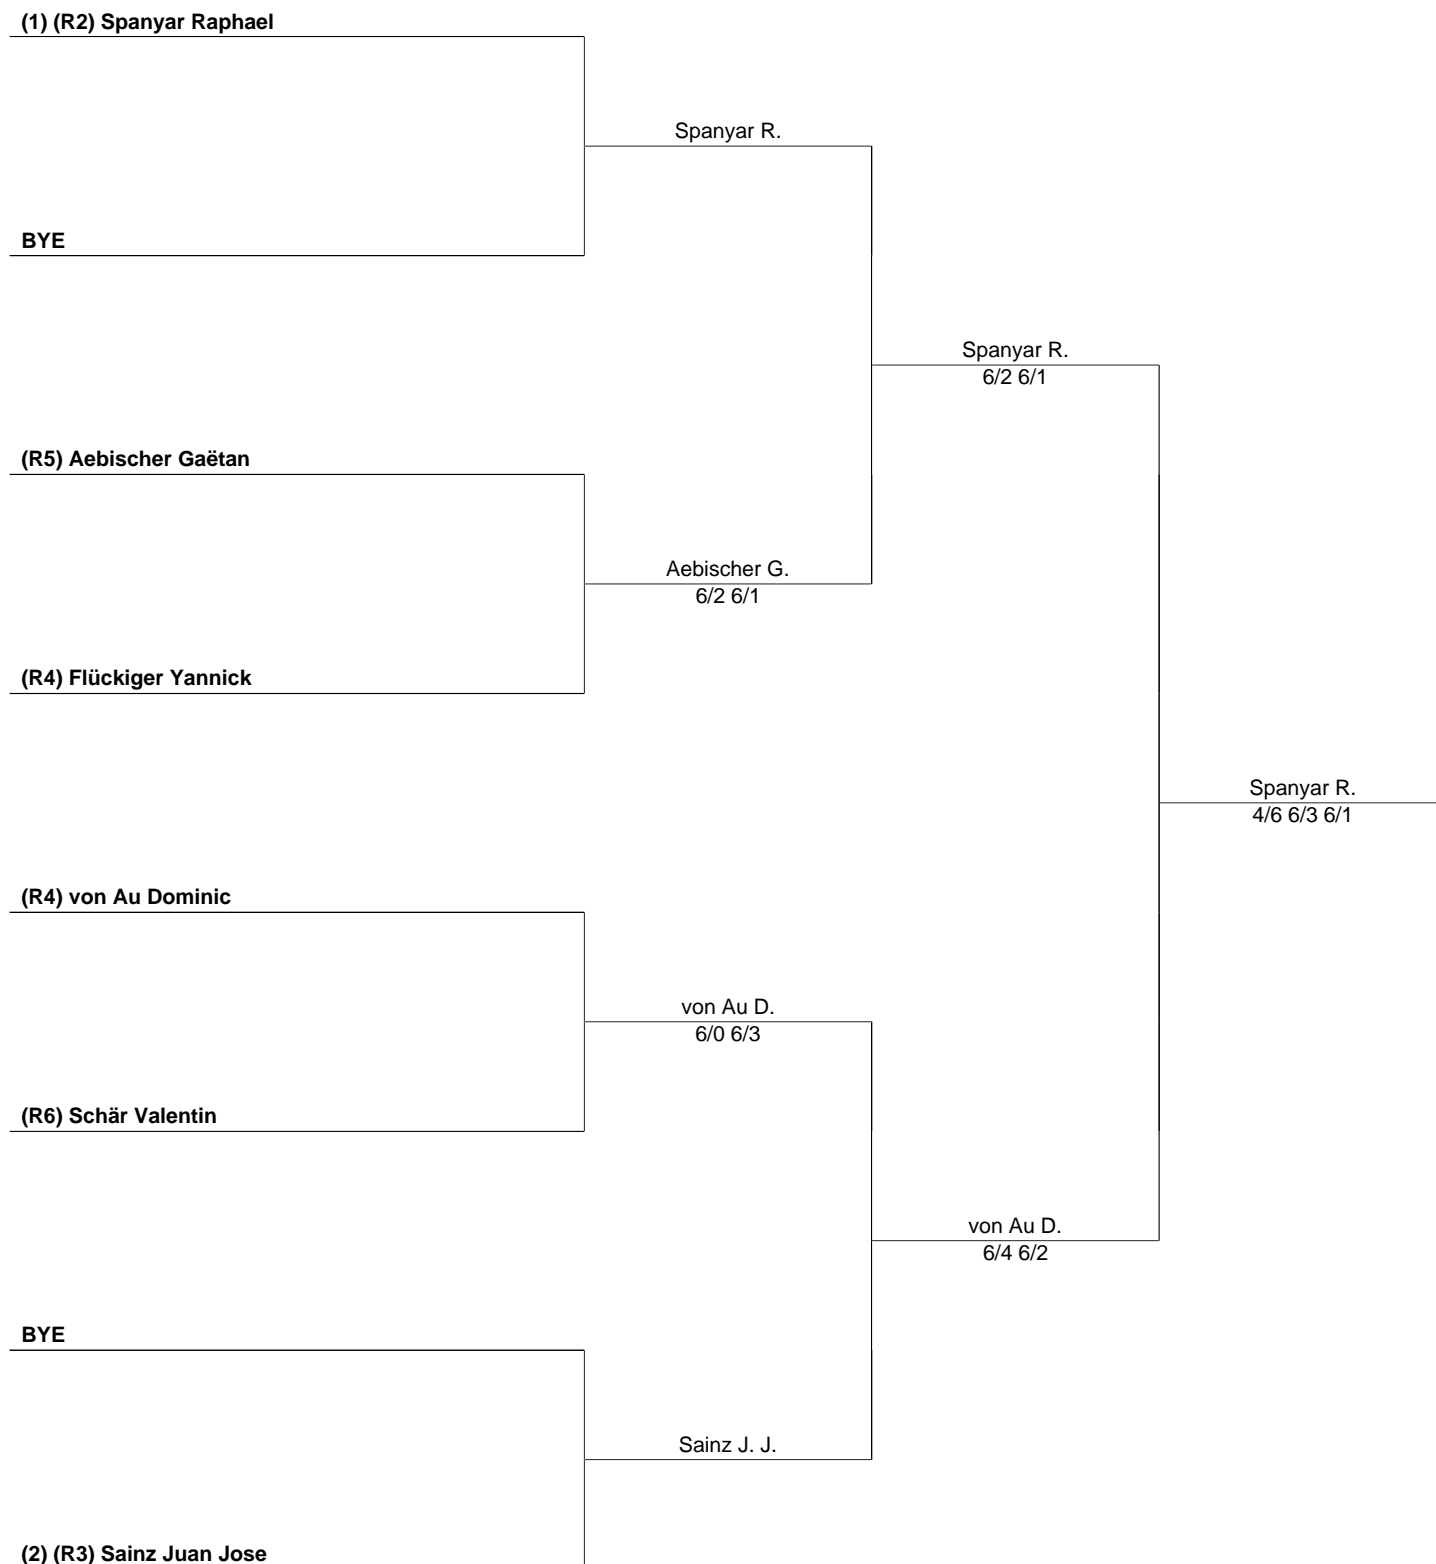 (1) (R2) Spanyar Raphael
Spanyar R.
BYE
Spanyar R.
6/2 6/1
(R5) Aebischer Gaëtan
Aebischer G.
6/2 6/1
(R4) Flückiger Yannick
Spanyar R.
4/6 6/3 6/1
(R4) von Au Dominic
von Au D.
6/0 6/3
(R6) Schär Valentin
von Au D.
6/4 6/2
BYE
Sainz J. J.
(2) (R3) Sainz Juan Jose